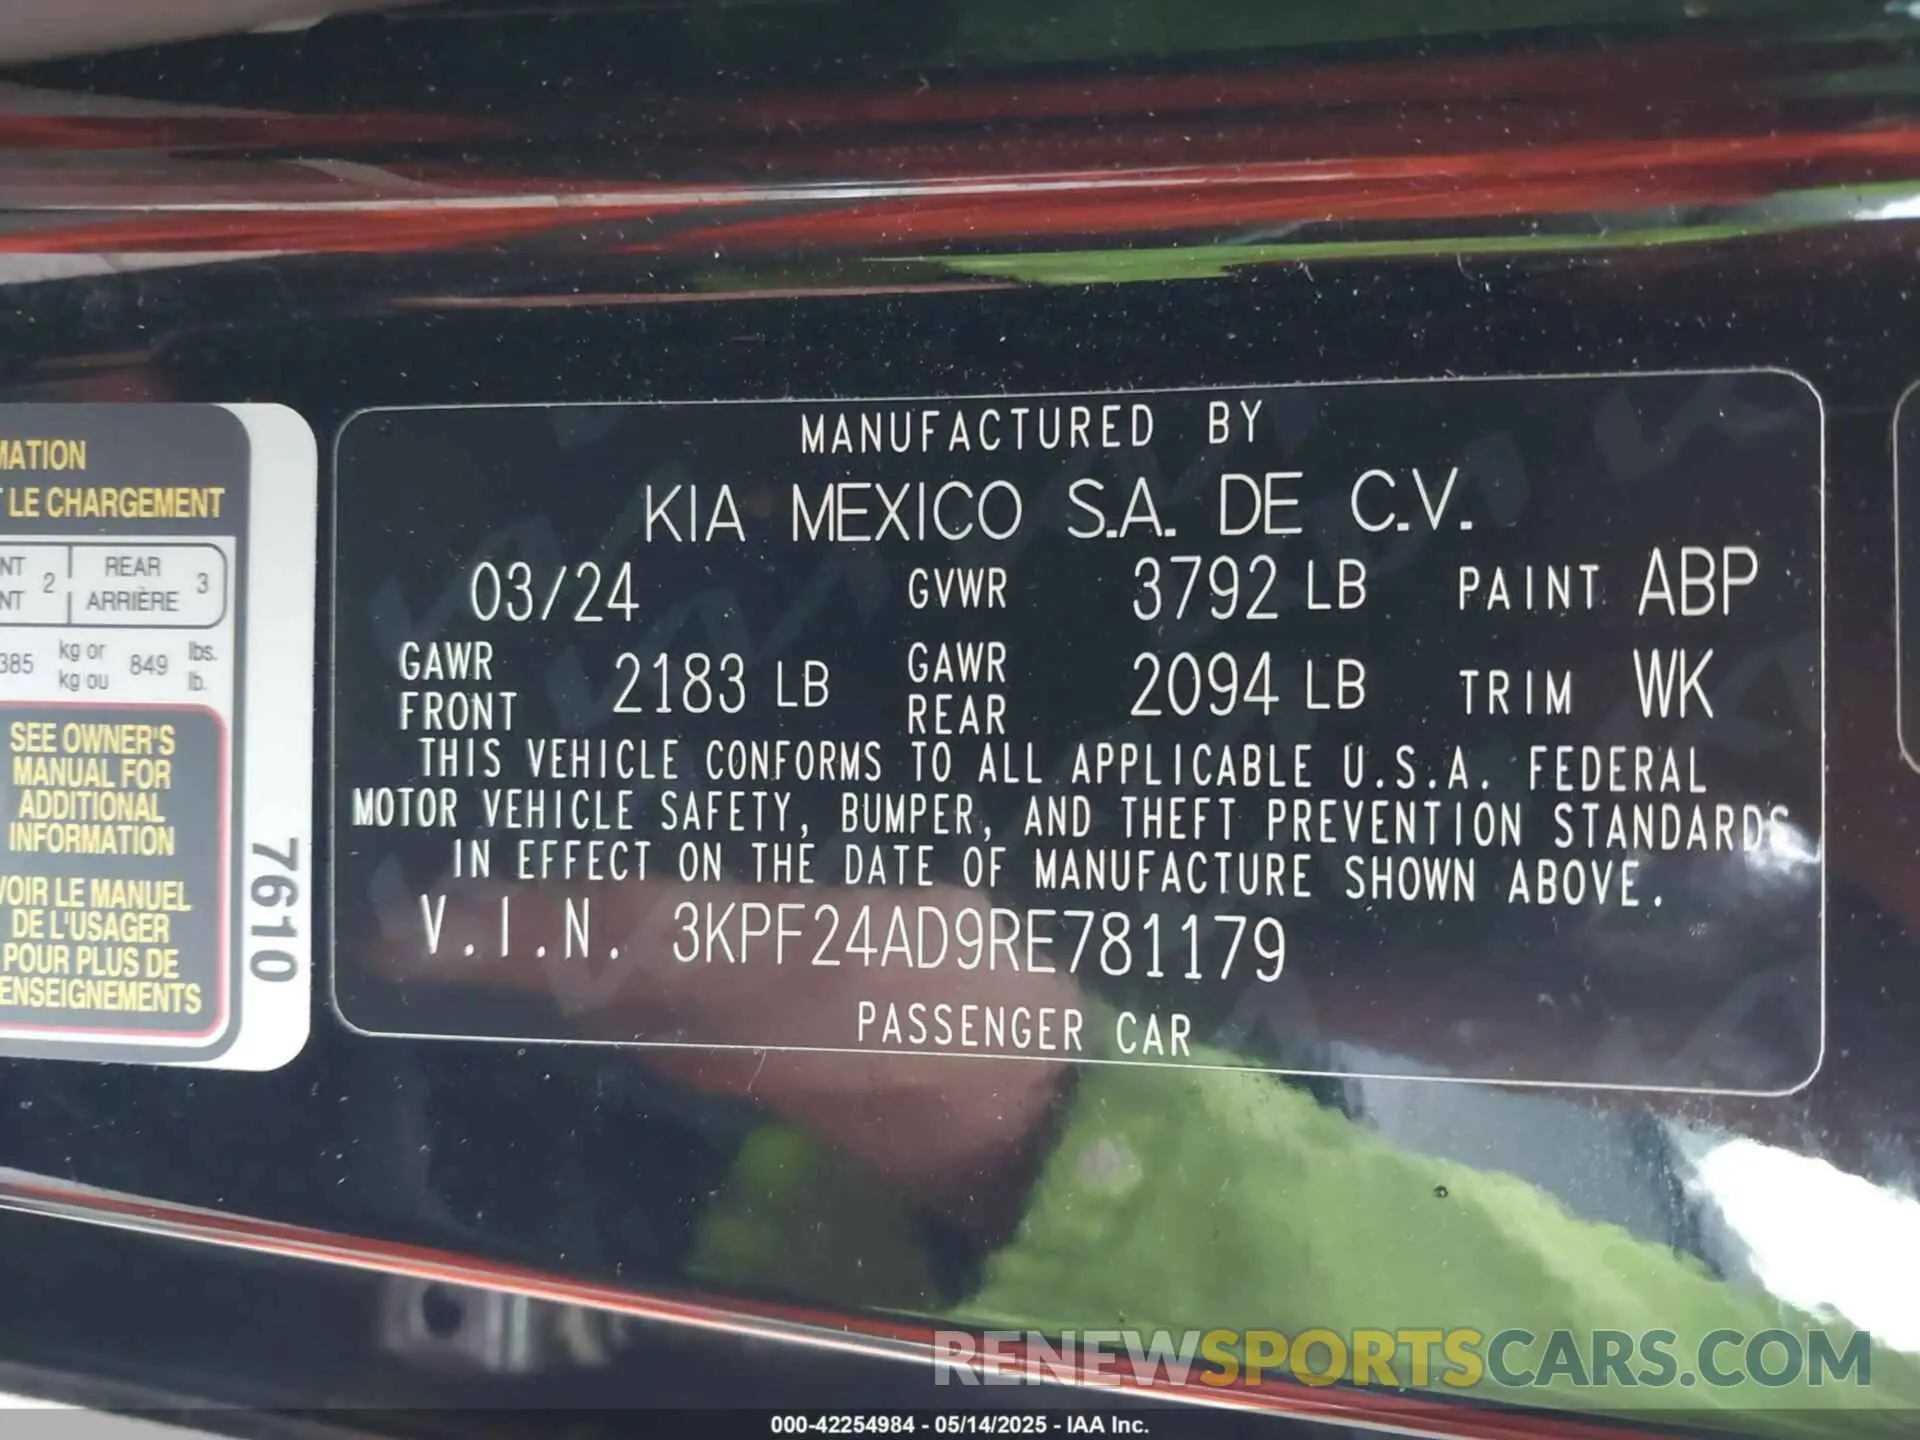 MATION
LE CHARGEMENT
NT 2 REAR 3
NT ARRIÈRE
385 kg or 849 lbs.
kg ou lb.
SEE OWNER'S
MANUAL FOR
ADDITIONAL
INFORMATION
VOIR LE MANUEL
DE L'USAGER
POUR PLUS DE
ENSEIGNEMENTS
7610
MANUFACTURED BY
KIA MEXICO S.A. DE C.V.
03/24 GVWR 3792 LB PAINT ABP
GAWR FRONT 2183 LB GAWR REAR 2094 LB TRIM WK
THIS VEHICLE CONFORMS TO ALL APPLICABLE U.S.A. FEDERAL
MOTOR VEHICLE SAFETY, BUMPER, AND THEFT PREVENTION STANDARDS
IN EFFECT ON THE DATE OF MANUFACTURE SHOWN ABOVE.
V.I.N. 3KPF24AD9RE781179
PASSENGER CAR
RENEWSPORTSCARS.COM
000-42254984 - 05/14/2025 - IAA Inc.